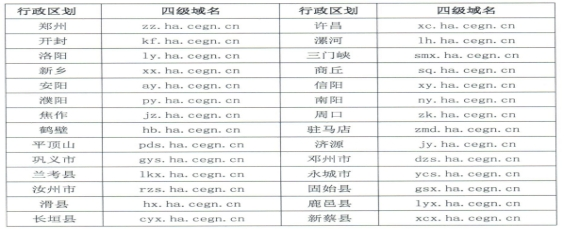 行政区划 四级域名 行政区划 四级域名
郑州 zz.ha.cegn.cn 许昌 xc.ha.cegn.cn
开封 kf.ha.cegn.cn 漯河 lh.ha.cegn.cn
洛阳 ly.ha.cegn.cn 三门峡 smx.ha.cegn.cn
新乡 xx.ha.cegn.cn 商丘 sq.ha.cegn.cn
安阳 ay.ha.cegn.cn 信阳 xy.ha.cegn.cn
濮阳 py.ha.cegn.cn 南阳 ny.ha.cegn.cn
焦作 jz.ha.cegn.cn 周口 zk.ha.cegn.cn
鹤壁 hb.ha.cegn.cn 驻马店 zmd.ha.cegn.cn
平顶山 pds.ha.cegn.cn 济源 jy.ha.cegn.cn
巩义市 gys.ha.cegn.cn 邓州市 dzs.ha.cegn.cn
兰考县 lkx.ha.cegn.cn 永城市 ycs.ha.cegn.cn
汝州市 rzs.ha.cegn.cn 固始县 gsx.ha.cegn.cn
滑县 hx.ha.cegn.cn 鹿邑县 lyx.ha.cegn.cn
长垣县 cyx.ha.cegn.cn 新蔡县 xcx.ha.cegn.cn